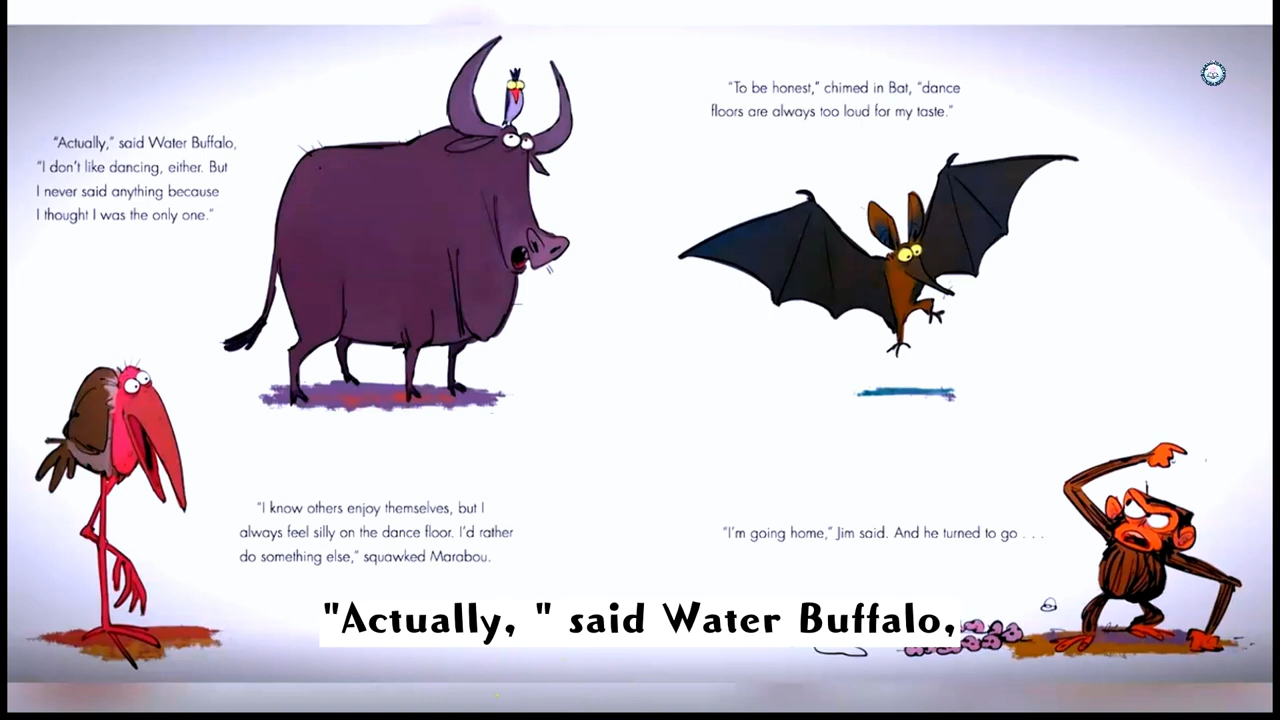 "Actually," said Water Buffalo,
"I don't like dancing, either. But
I never said anything because
I thought I was the only one."
"To be honest," chimed in Bat, "dance
floors are always too loud for my taste."
"I know others enjoy themselves, but I
always feel silly on the dance floor. I'd rather
do something else," squawked Marabou.
"I'm going home," Jim said. And he turned to go . . .
"Actually, " said Water Buffalo,